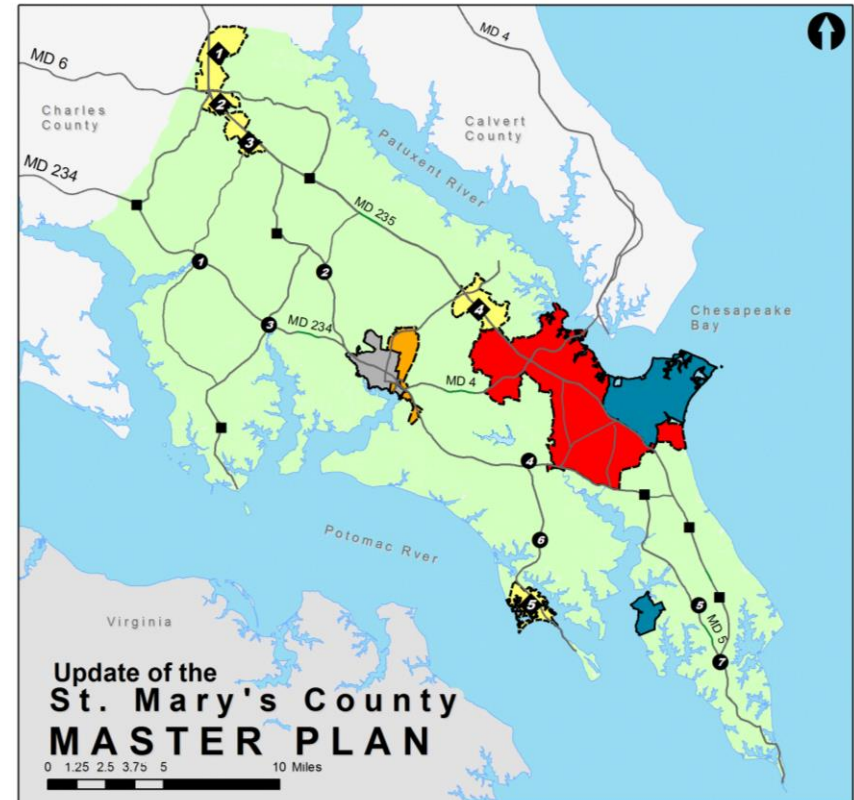 MD 4
MD 6
Charles
County
Calvert
County
MD 234
Patuxent River
MD 235
Chesapeake
Bay
MD 234
MD 4
Potomac Rver
MD 5
Virginia
1
2
3
4
5
1
2
3
4
5
6
7
Update of the
St. Mary's County
MASTER PLAN
0 1.25 2.5 3.75 5 10 Miles